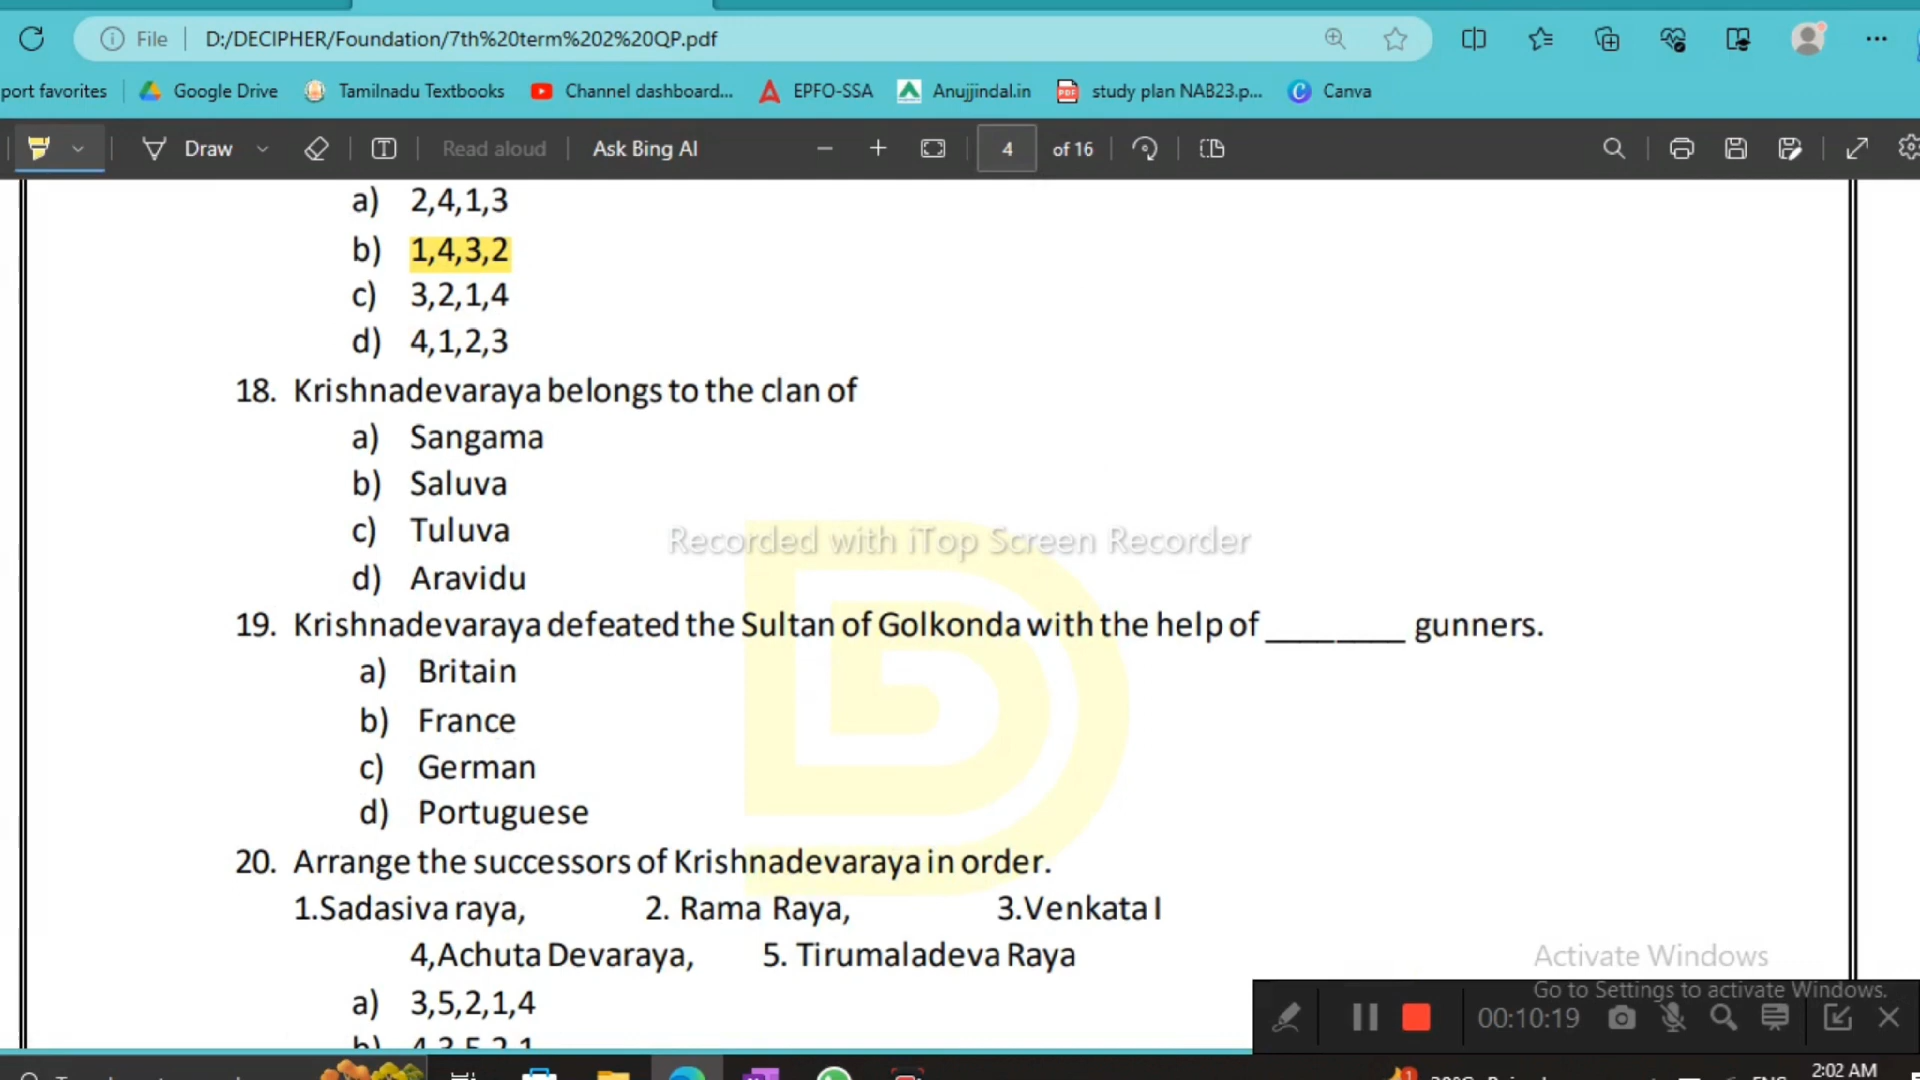 File D:/DECIPHER/Foundation/7th%20term%202%20QP.pdf
port favorites Google Drive Tamilnadu Textbooks Channel dashboard... EPFO-SSA Anujjindal.in study plan NAB23.p... Canva
Draw Read aloud Ask Bing AI 4 of 16
a) 2,4,1,3
b) 1,4,3,2
c) 3,2,1,4
d) 4,1,2,3
18. Krishnadevaraya belongs to the clan of
a) Sangama
b) Saluva
c) Tuluva
d) Aravidu
Recorded with iTop Screen Recorder
19. Krishnadevaraya defeated the Sultan of Golkonda with the help of ________ gunners.
a) Britain
b) France
c) German
d) Portuguese
20. Arrange the successors of Krishnadevaraya in order.
1.Sadasiva raya, 2. Rama Raya, 3.Venkata I
4,Achuta Devaraya, 5. Tirumaladeva Raya
a) 3,5,2,1,4
Activate Windows
Go to Settings to activate Windows.
00:10:19
2:02 AM